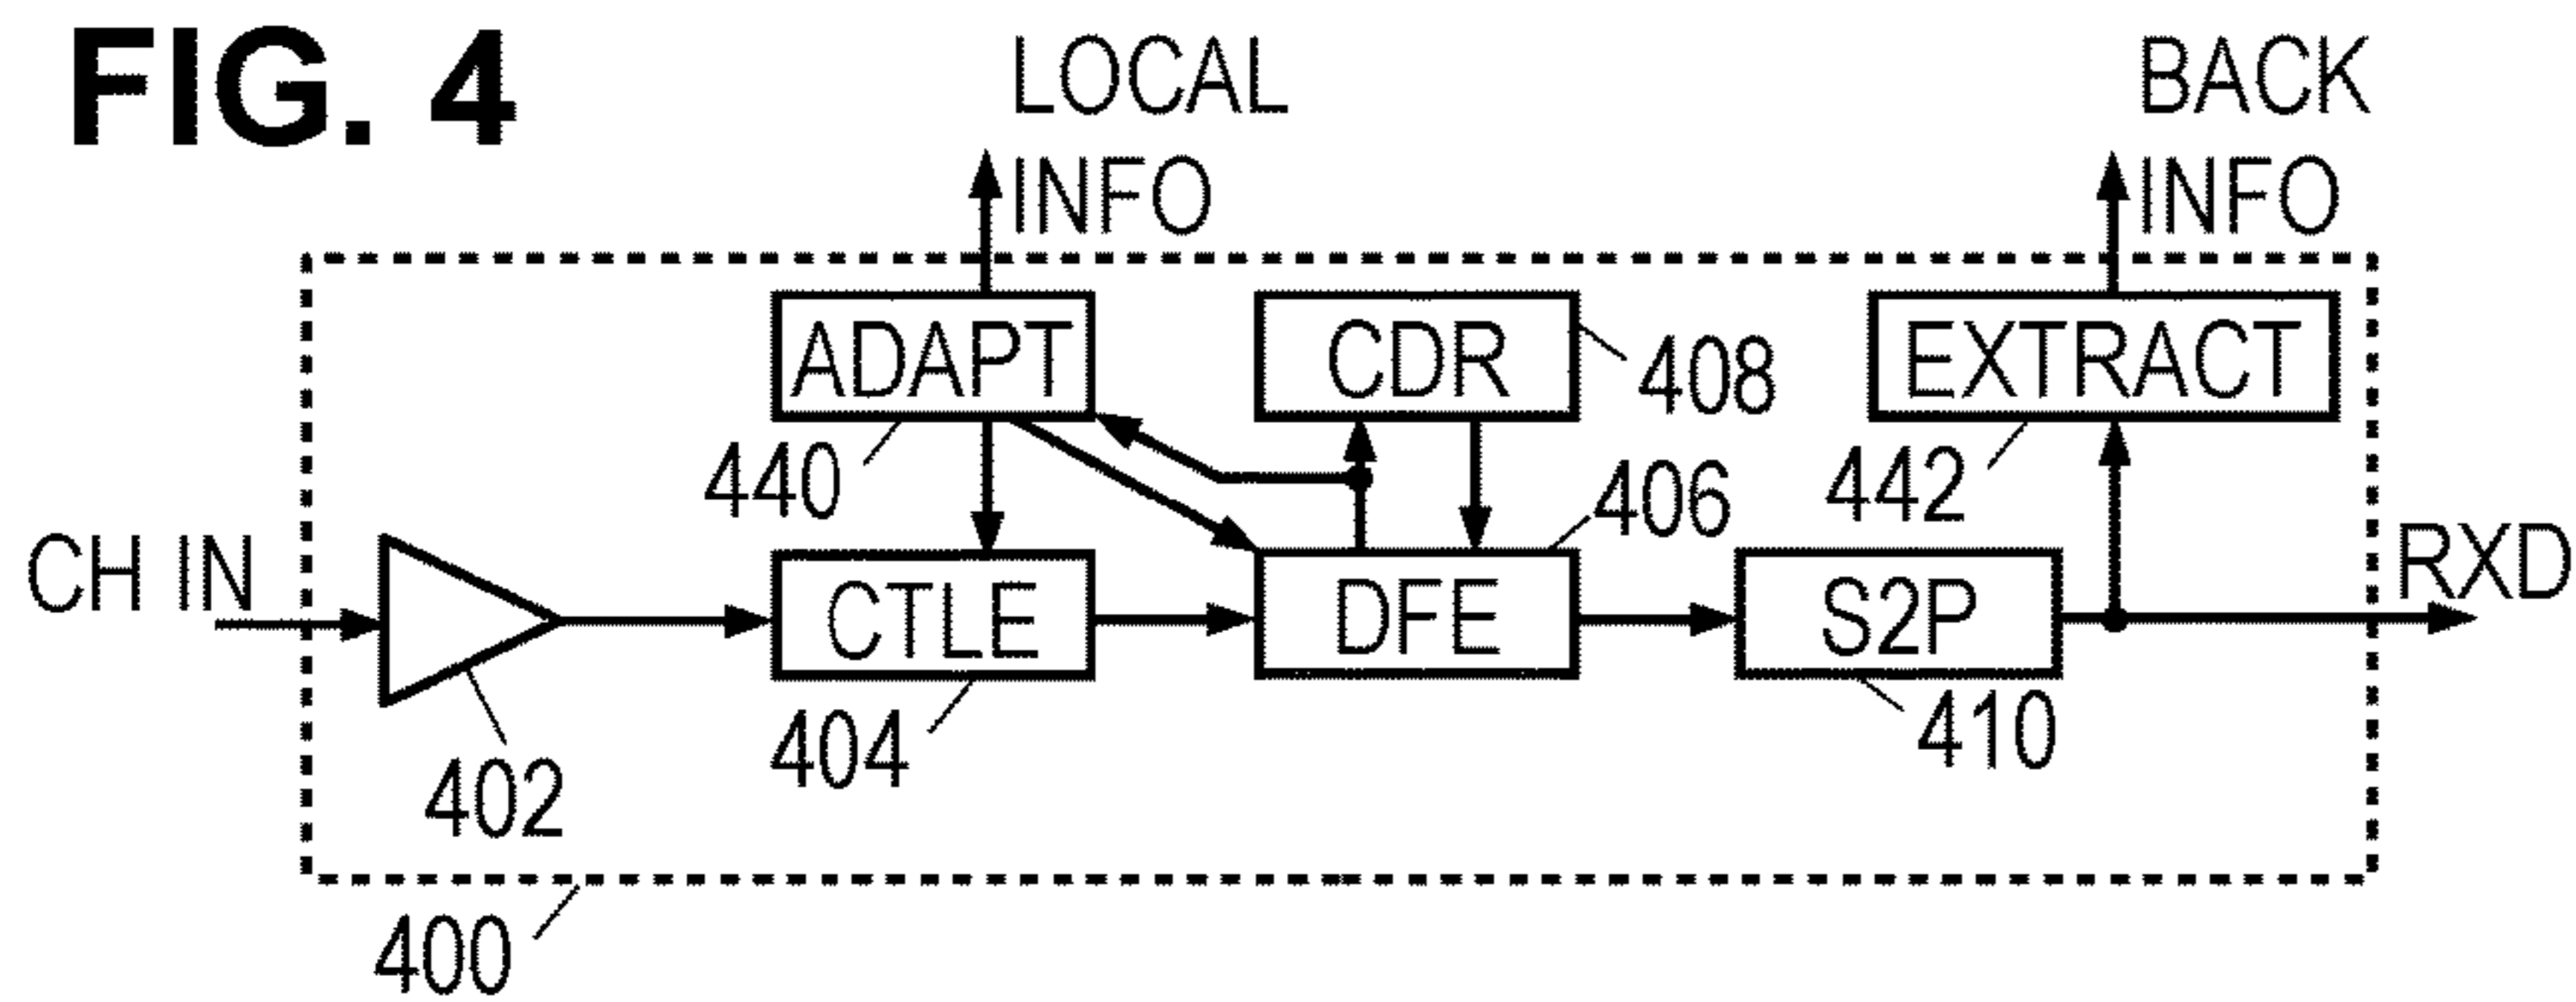 FIG. 4
LOCAL
INFO
BACK
INFO
ADAPT
CDR
EXTRACT
408
440
406
442
CH IN
RXD
CTLE
DFE
S2P
402
404
410
400